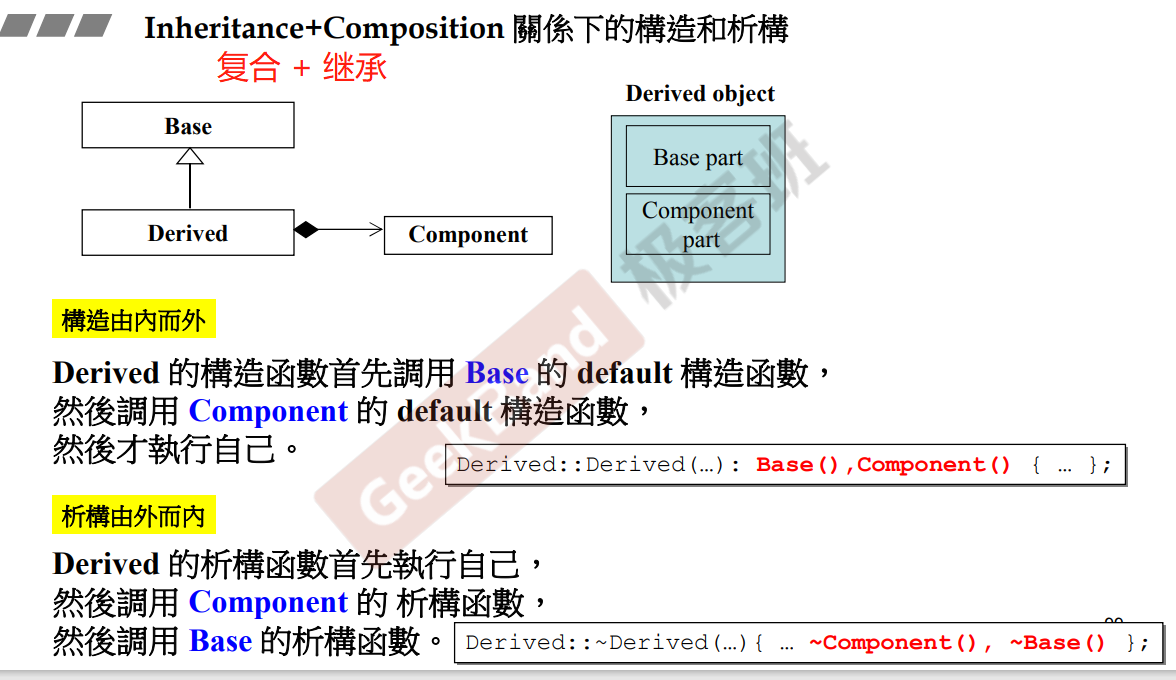 Inheritance+Composition 關係下的構造和析構
复合 + 继承
Derived object
Base
Base part
Component
part
Derived
Component
極客班
GeekBand
構造由內而外
Derived 的構造函數首先調用 Base 的 default 構造函數，
然後調用 Component 的 default 構造函數，
然後才執行自己。
Derived::Derived(…): Base(),Component() { … };
析構由外而內
Derived 的析構函數首先執行自己，
然後調用 Component 的 析構函數，
然後調用 Base 的析構函數。
Derived::~Derived(…){ … ~Component(), ~Base() };